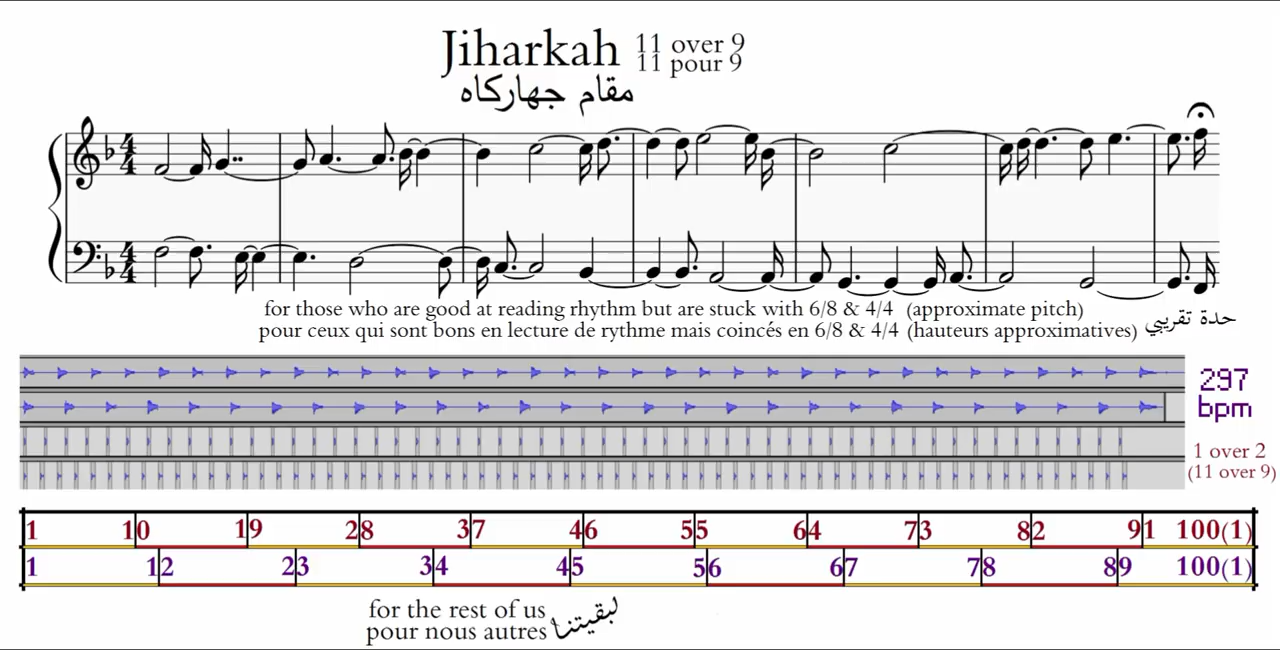 Jiharkah 11 over 9
11 pour 9
مقام جهاركاه
for those who are good at reading rhythm but are stuck with 6/8 & 4/4 (approximate pitch)
pour ceux qui sont bons en lecture de rythme mais coincés en 6/8 & 4/4 (hauteurs approximatives)
حدة تقريبي
297
bpm
1 over 2
(11 over 9)
1 10 19 28 37 46 55 64 73 82 91 100(1)
1 12 23 34 45 56 67 78 89 100(1)
for the rest of us
pour nous autres
لبقيتنا